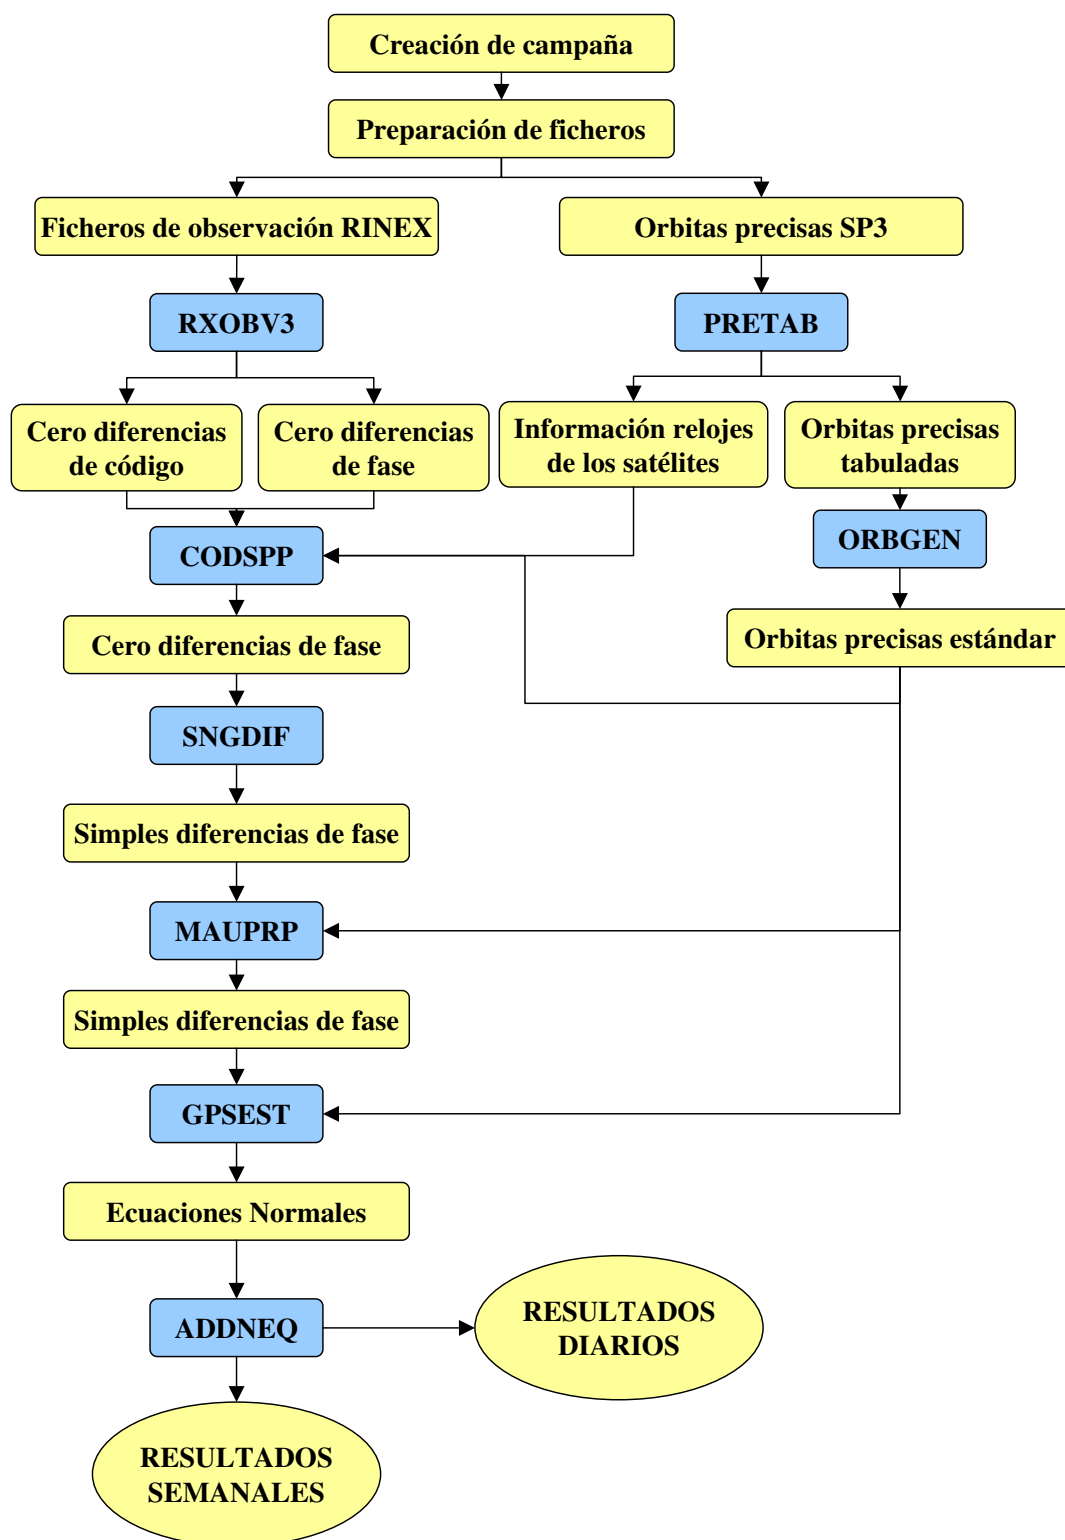 Creación de campaña
Preparación de ficheros
Ficheros de observación RINEX
Orbitas precisas SP3
RXOBV3
PRETAB
Cero diferencias
de código
Cero diferencias
de fase
Información relojes
de los satélites
Orbitas precisas
tabuladas
CODSPP
ORBGEN
Cero diferencias de fase
Orbitas precisas estándar
SNGDIF
Simples diferencias de fase
MAUPRP
Simples diferencias de fase
GPSEST
Ecuaciones Normales
ADDNEQ
RESULTADOS
DIARIOS
RESULTADOS
SEMANALES